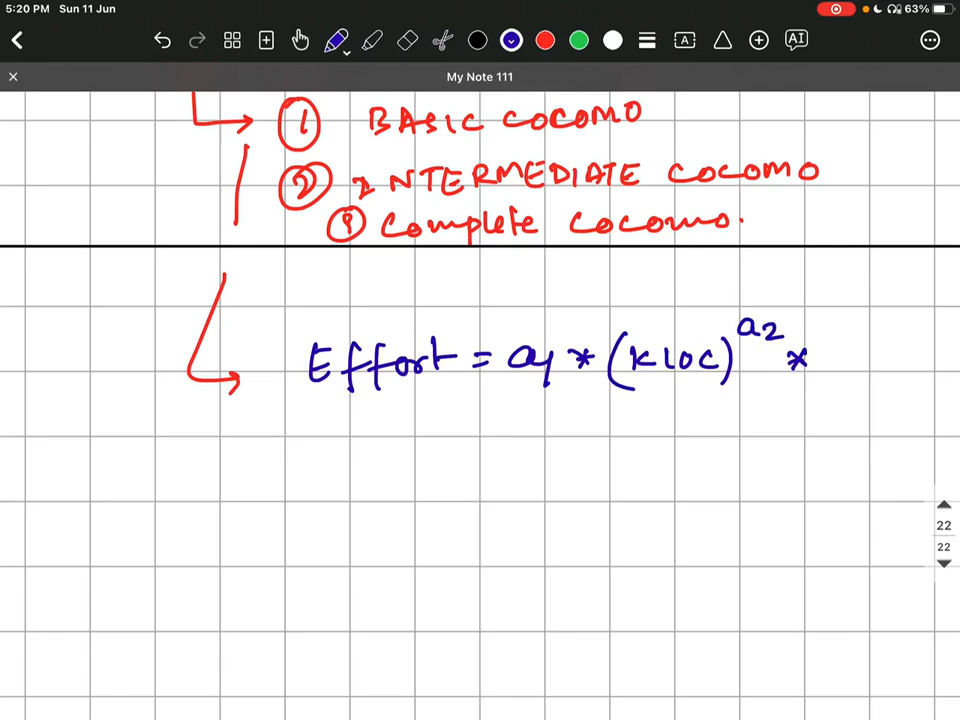 5:20 PM Sun 11 Jun 63%
A AI
My Note 111
① BASIC COCOMO
② INTERMEDIATE COCOMO
Complete COCOMO.
Effort = a1 * (KLOC)^a2 *
22
22